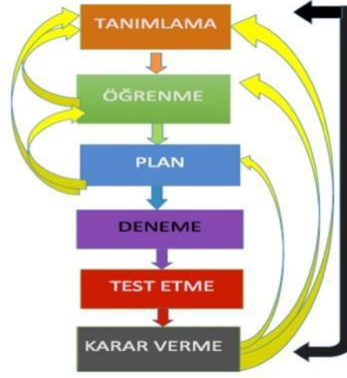 TANIMLAMA
ÖĞRENME
PLAN
DENEME
TEST ETME
KARAR VERME